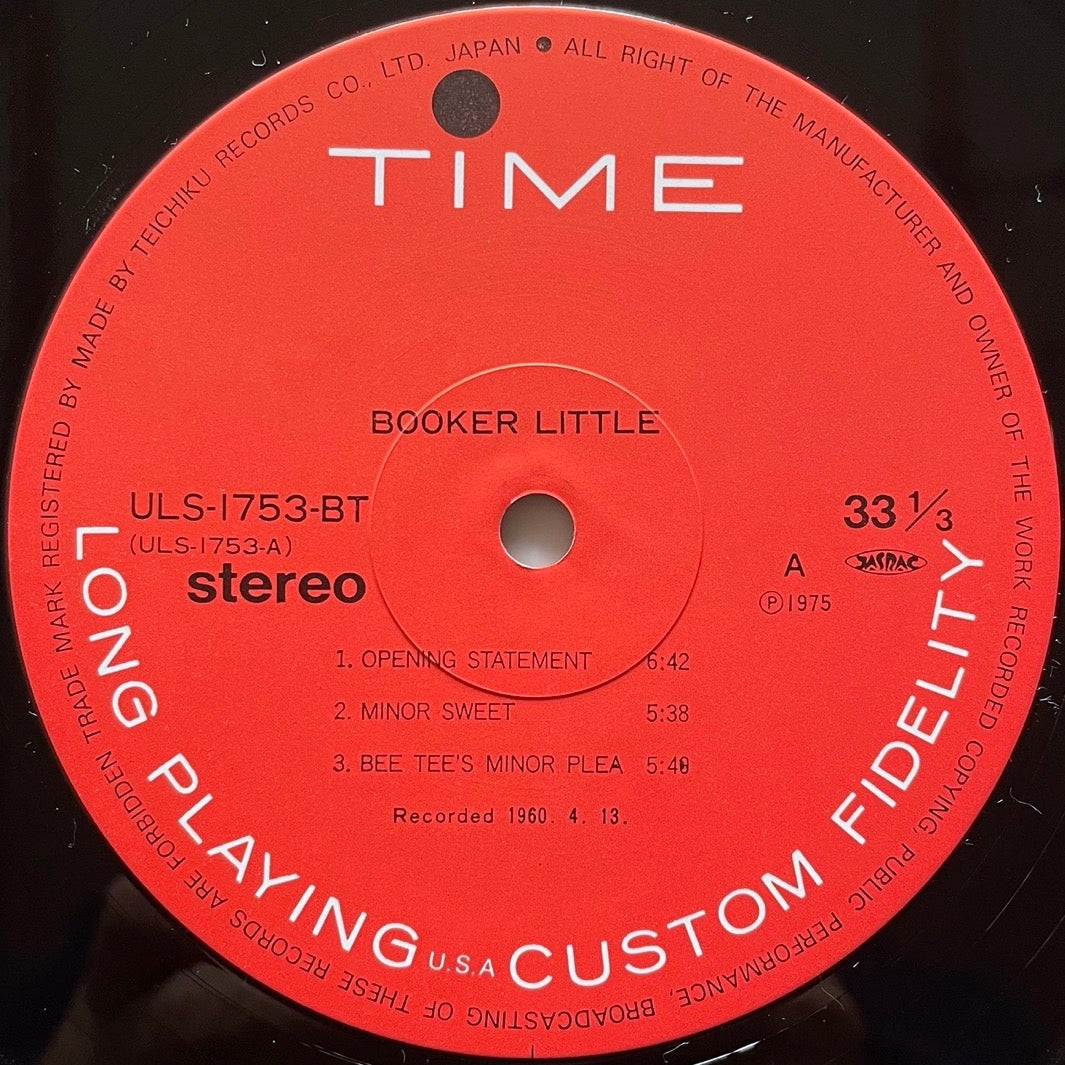 TIME
BOOKER LITTLE
ULS-1753-BT
(ULS-1753-A)
stereo
33 1/3
A
JASRAC
Ⓟ1975
1. OPENING STATEMENT 6:42
2. MINOR SWEET 5:38
3. BEE TEE'S MINOR PLEA
Recorded 1960. 4. 13.
LONG PLAYING U.S.A CUSTOM FIDELITY
TRADE MARK REGISTERED BY MADE BY TEICHIKU RECORDS CO., LTD. JAPAN • ALL RIGHT OF THE MANUFACTURER AND OWNER OF THE WORK RECORDED COPYING, PUBLIC PERFORMANCE, BROADCASTING OF THESE RECORDS ARE FORBIDDEN